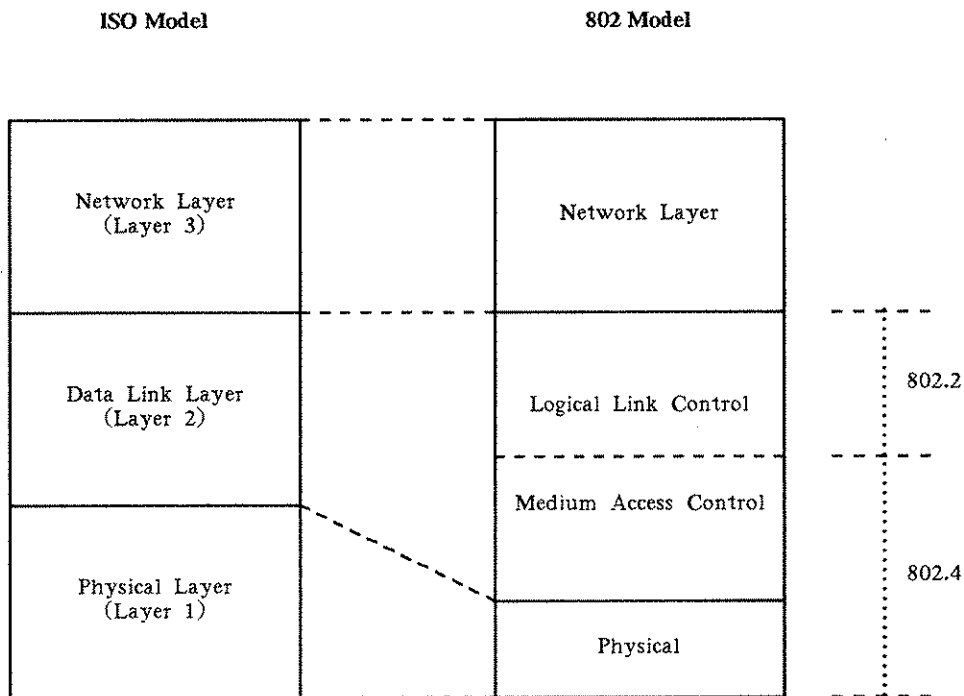 ISO Model
802 Model
Network Layer
(Layer 3)
Network Layer
Data Link Layer
(Layer 2)
Logical Link Control
802.2
Medium Access Control
Physical Layer
(Layer 1)
802.4
Physical